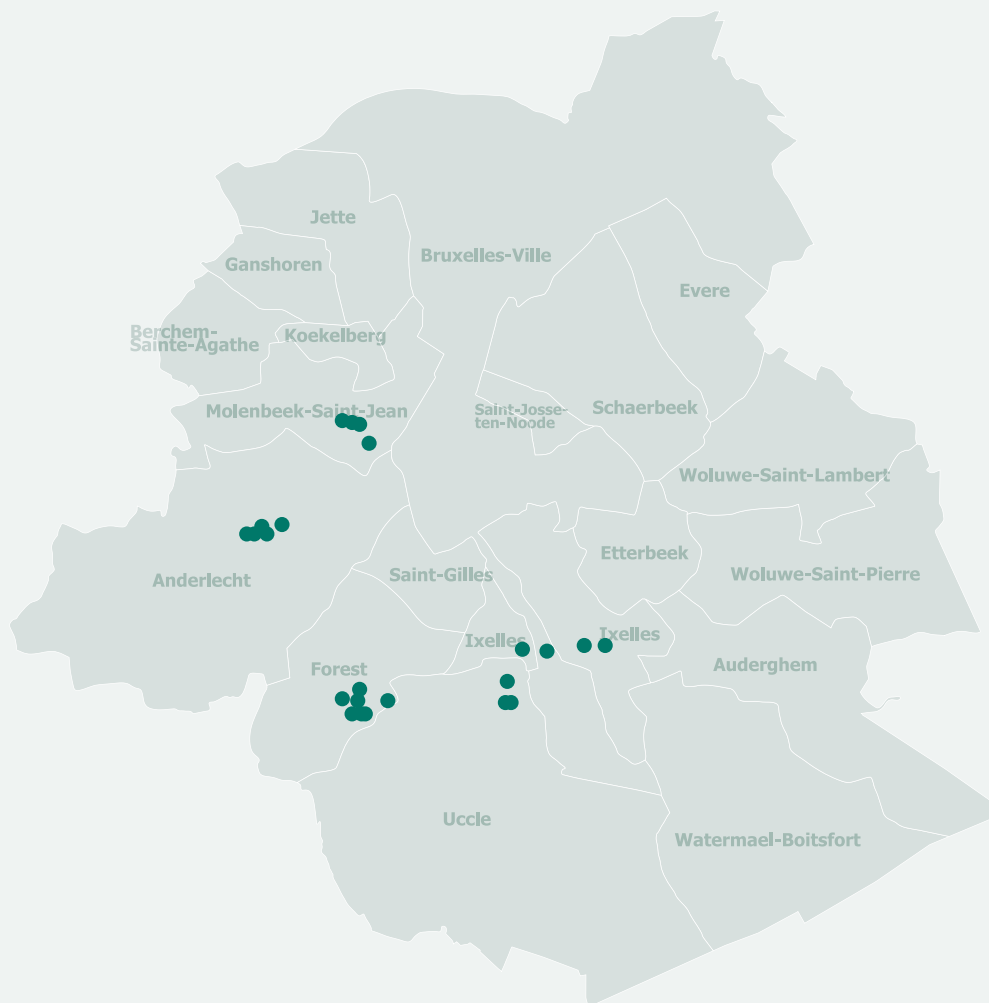 Jette
Bruxelles-Ville
Ganshoren
Evere
Berchem-
Sainte-Agathe
Koekelberg
Molenbeek-Saint-Jean
Saint-Josse-
ten-Noode
Schaerbeek
Woluwe-Saint-Lambert
Etterbeek
Saint-Gilles
Woluwe-Saint-Pierre
Anderlecht
Ixelles
Ixelles
Forest
Auderghem
Uccle
Watermael-Boitsfort